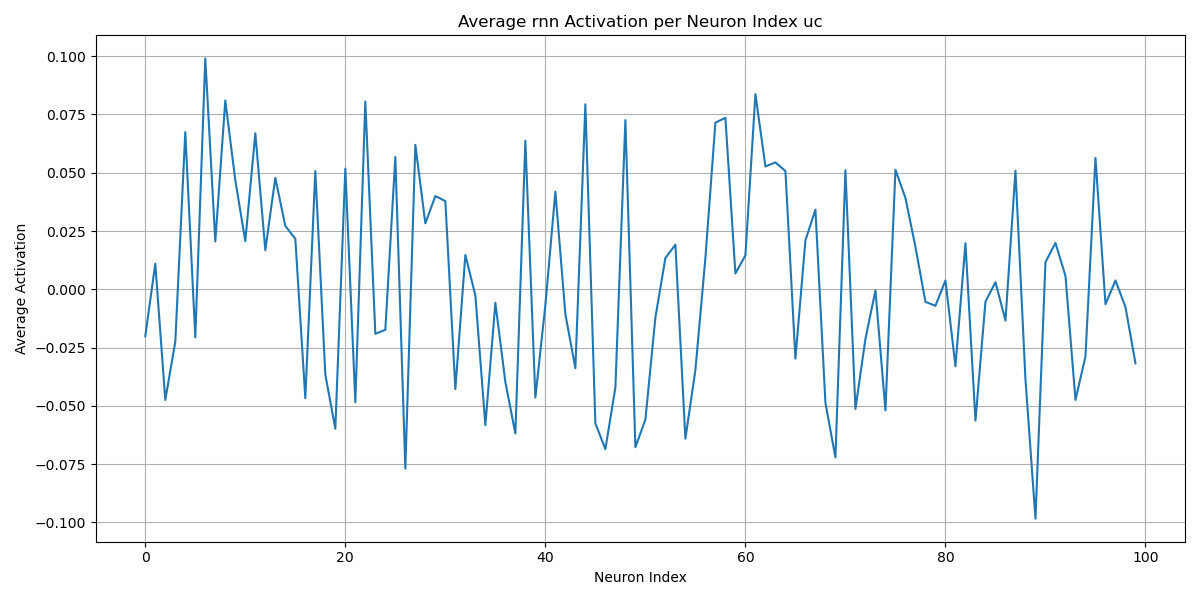 Average rnn Activation per Neuron Index uc
Average Activation
0.100
0.075
0.050
0.025
0.000
−0.025
−0.050
−0.075
−0.100
0 20 40 60 80 100
Neuron Index